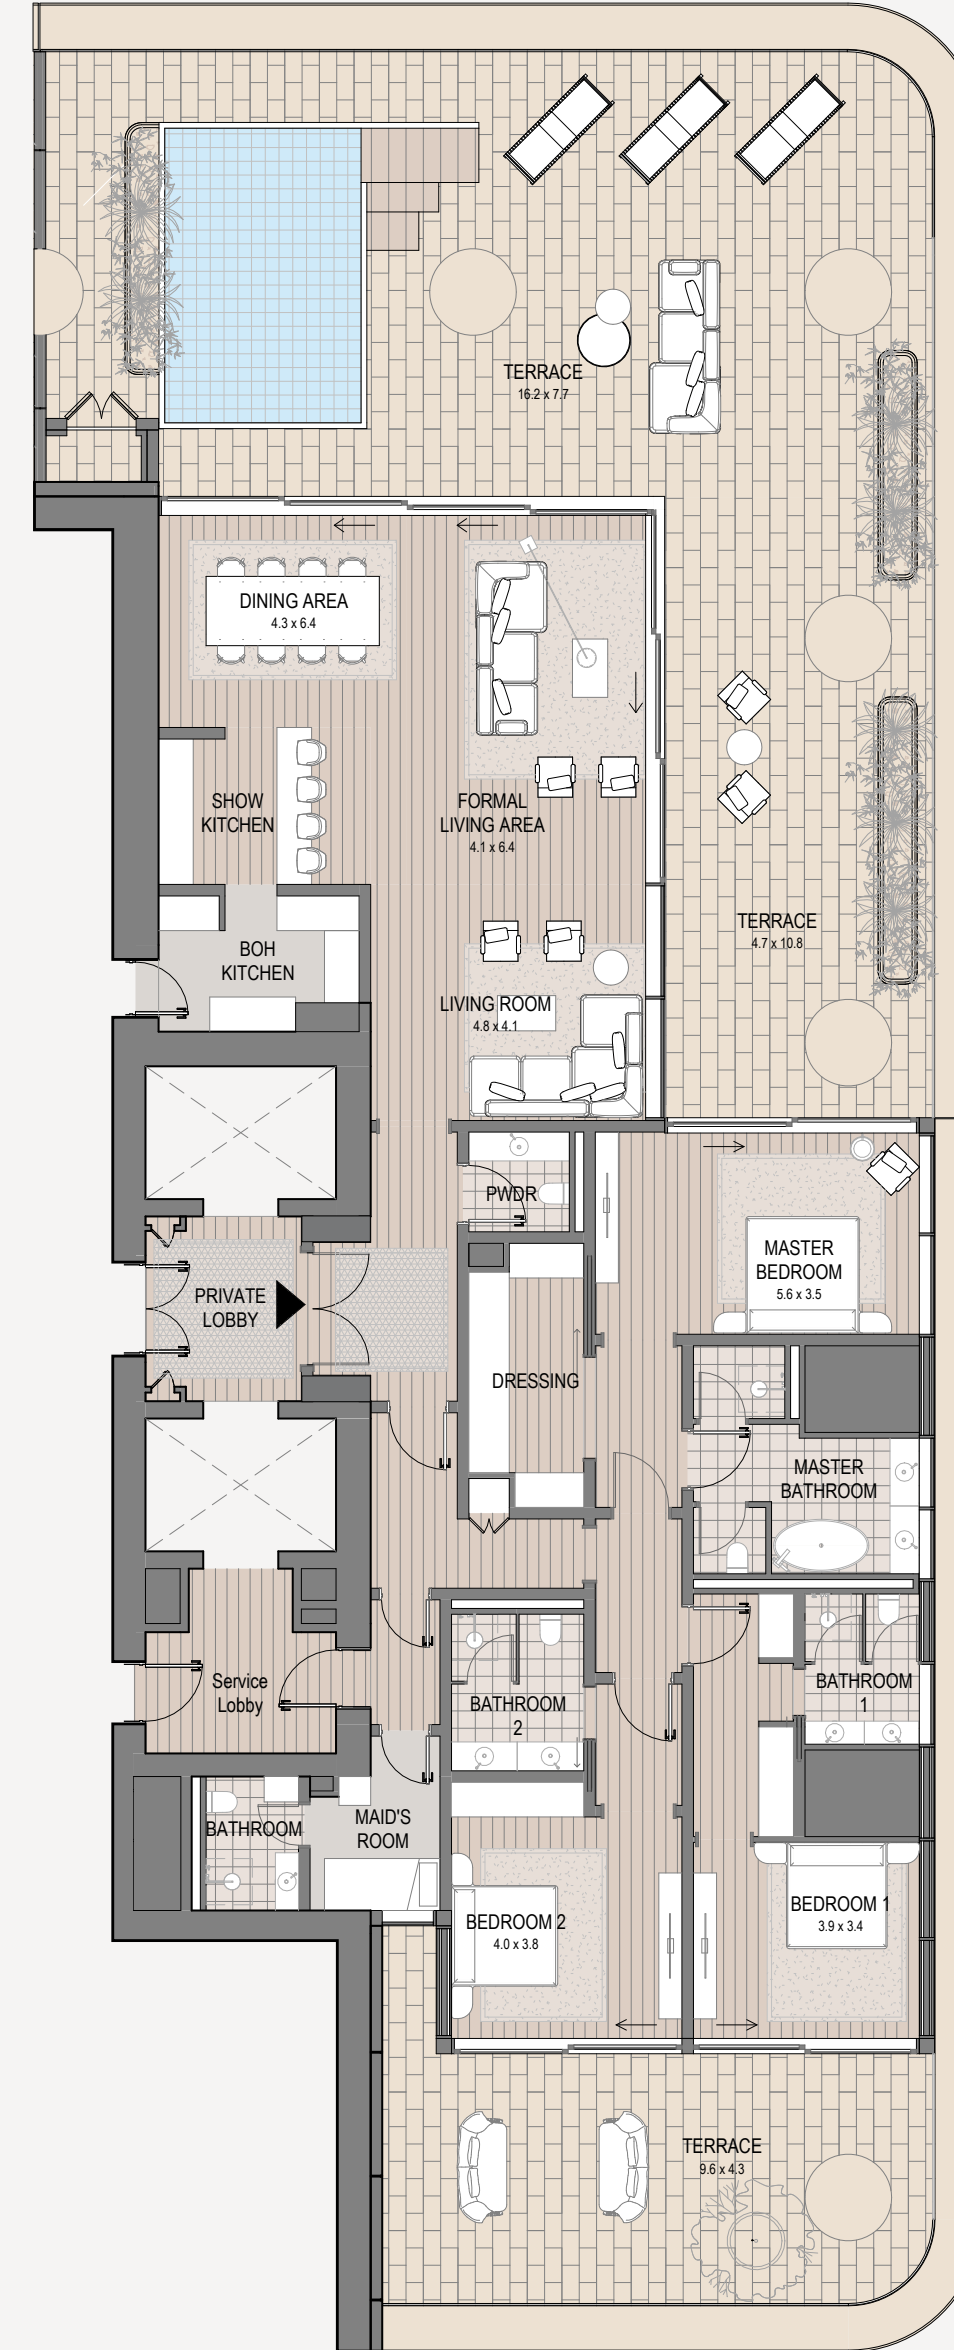 TERRACE
16.2 x 7.7
DINING AREA
4.3 x 6.4
SHOW
KITCHEN
FORMAL
LIVING AREA
4.1 x 6.4
TERRACE
4.7 x 10.8
BOH
KITCHEN
LIVING ROOM
4.8 x 4.1
PWDR
MASTER
BEDROOM
5.6 x 3.5
PRIVATE
LOBBY
DRESSING
MASTER
BATHROOM
Service
Lobby
BATHROOM
2
BATHROOM
1
BATHROOM
MAID'S
ROOM
BEDROOM 2
4.0 x 3.8
BEDROOM 1
3.9 x 3.4
TERRACE
9.6 x 4.3